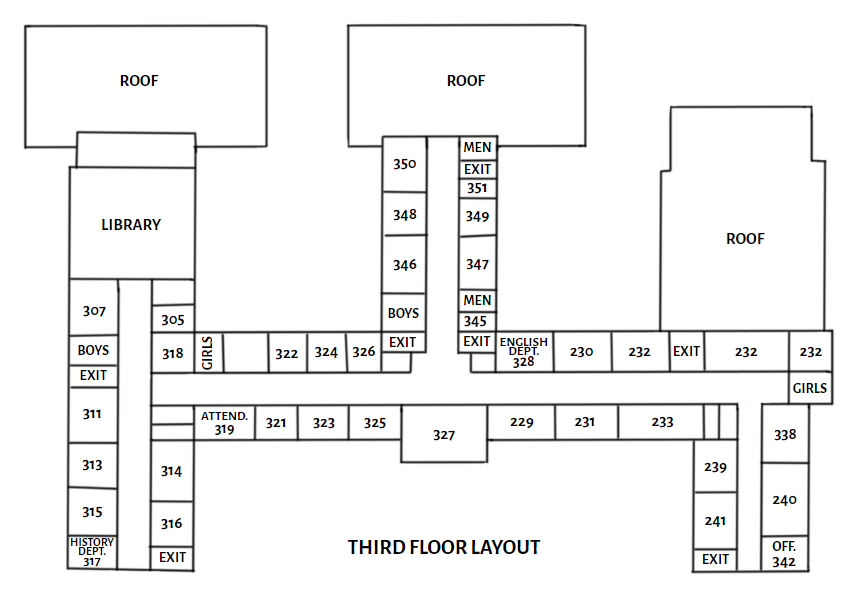 ROOF
ROOF
ROOF
LIBRARY
350
MEN
EXIT
351
348
349
346
347
BOYS
MEN
345
EXIT
EXIT
307
305
BOYS
318
EXIT
GIRLS
322
324
326
ENGLISH
DEPT.
328
230
232
EXIT
232
232
GIRLS
311
ATTEND.
319
321
323
325
327
229
231
233
338
313
314
239
315
316
241
240
HISTORY
DEPT.
317
EXIT
EXIT
OFF.
342
THIRD FLOOR LAYOUT